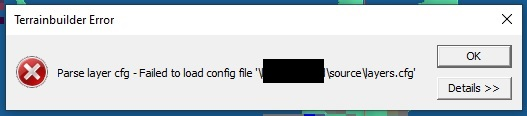 Terrainbuilder Error
Parse layer cfg - Failed to load config file '\\source\layers.cfg'
OK
Details >>